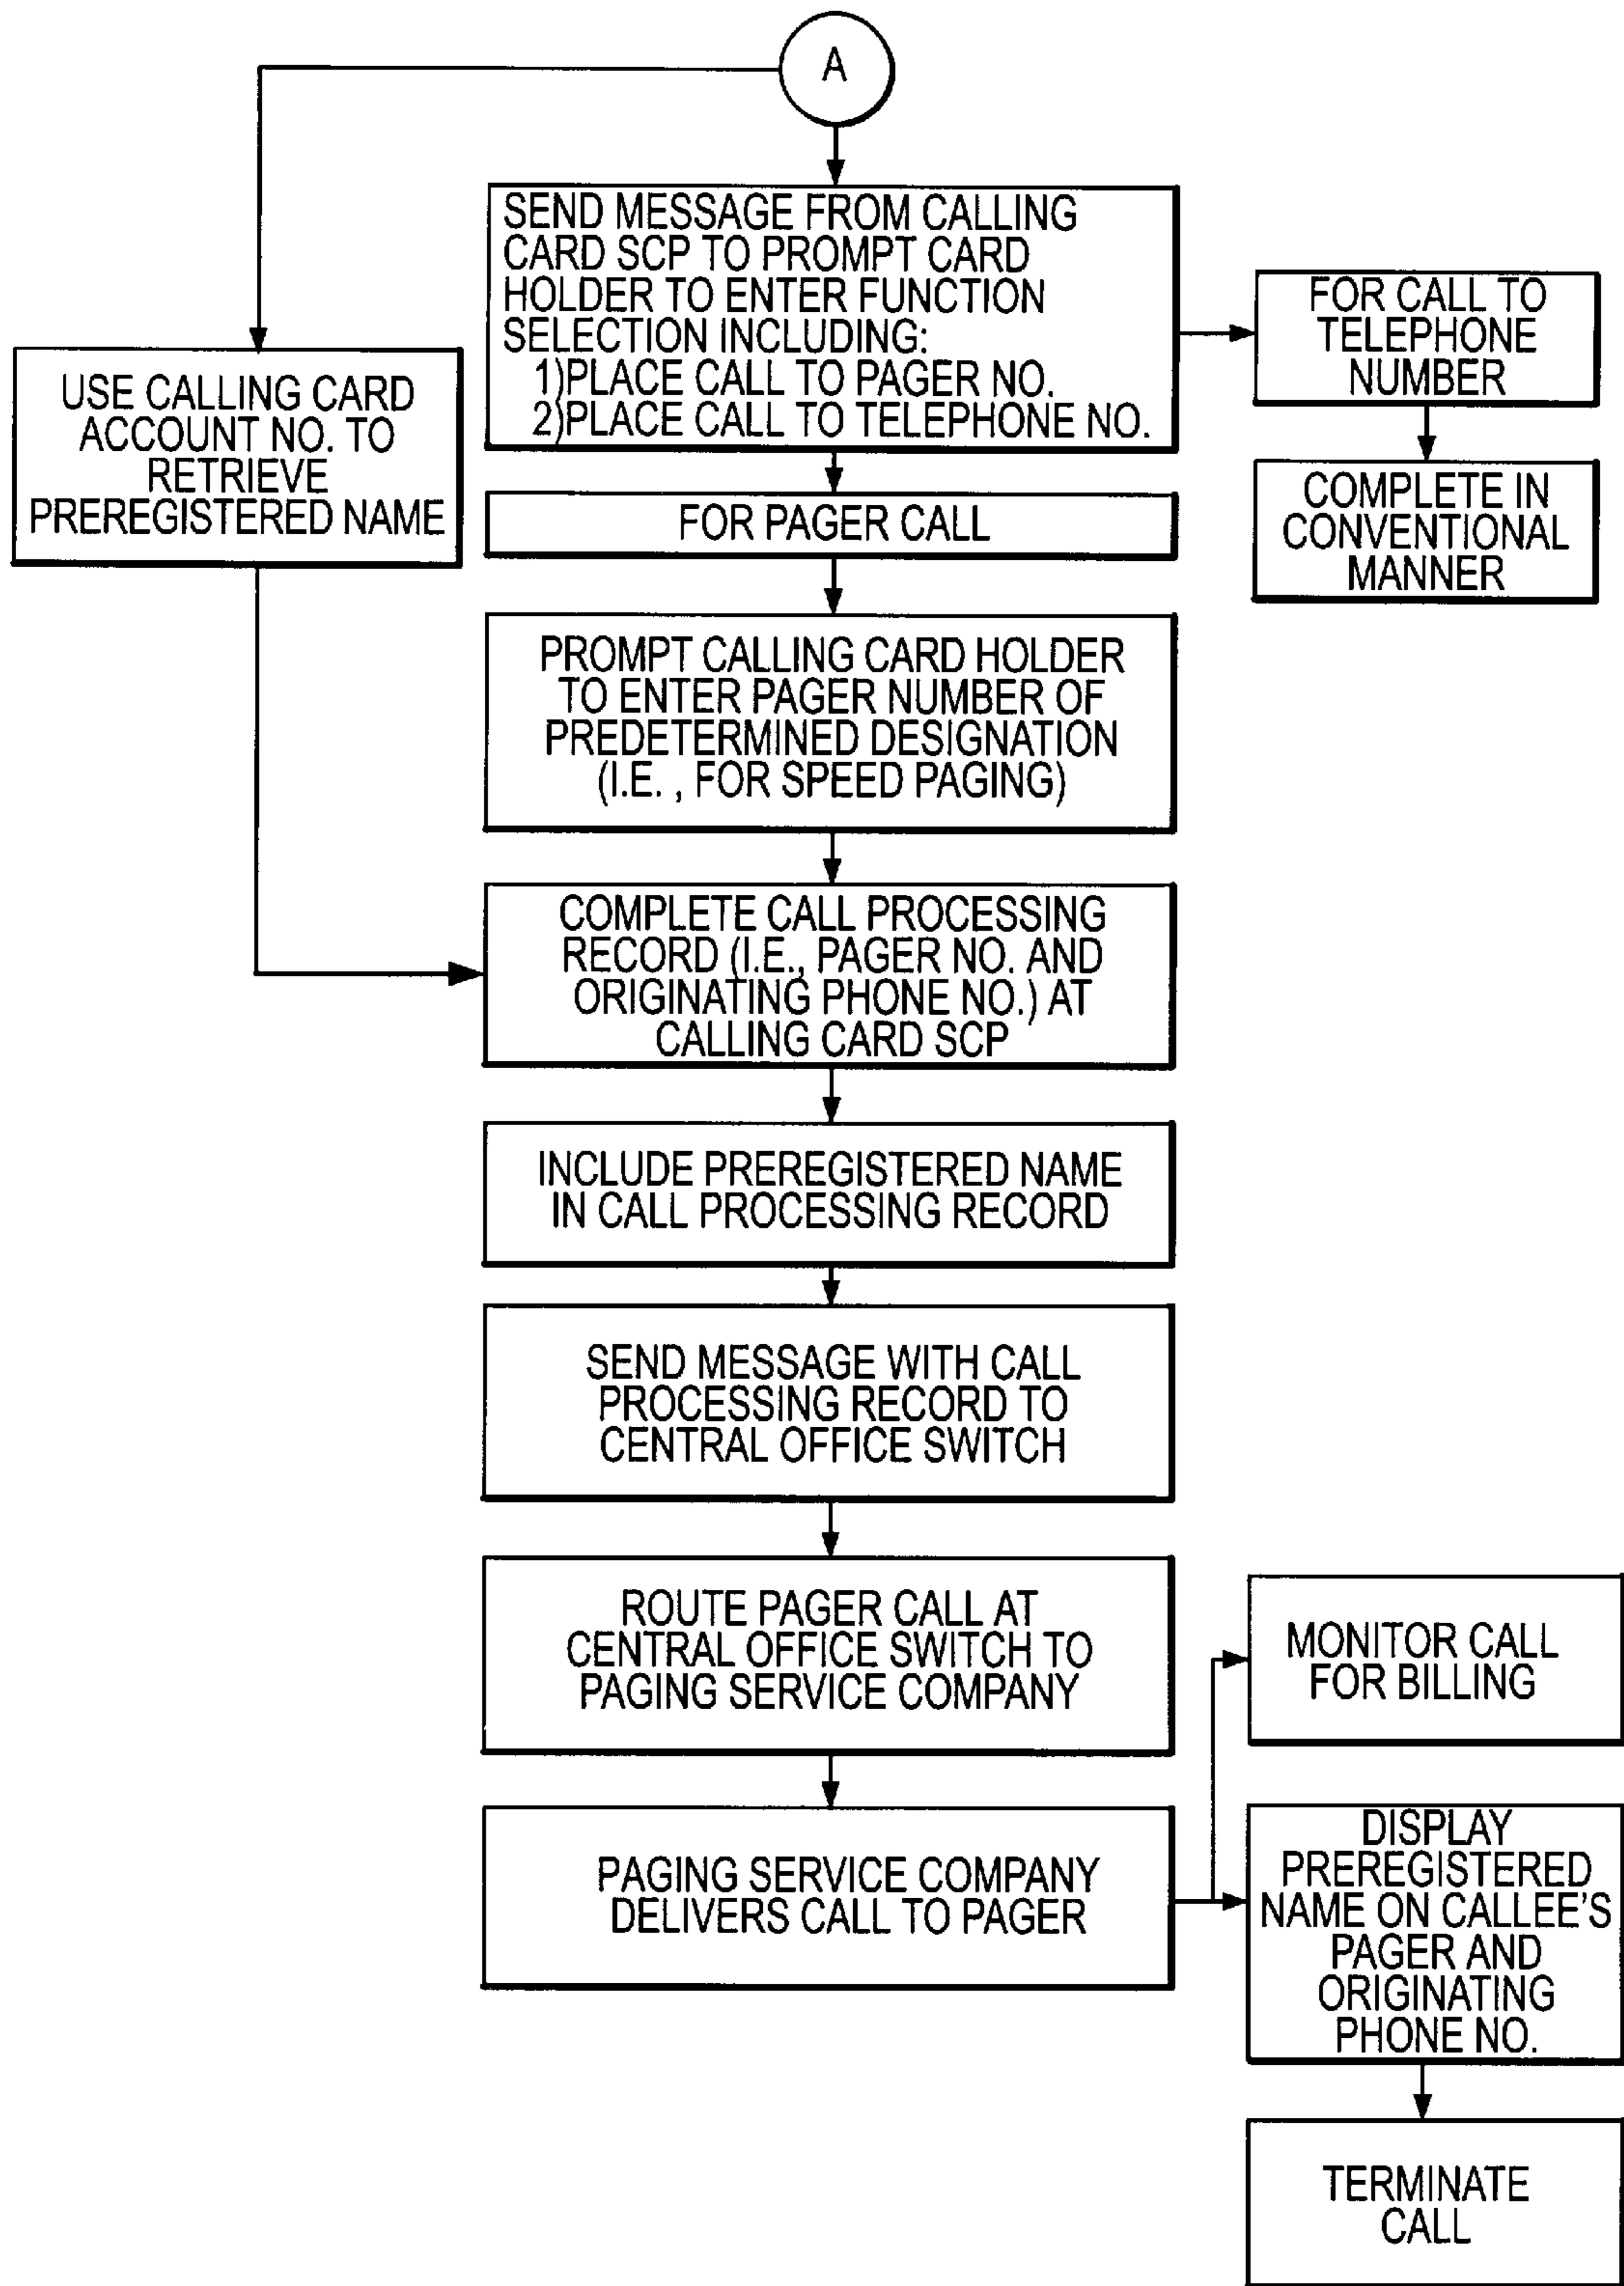 A
SEND MESSAGE FROM CALLING
CARD SCP TO PROMPT CARD
HOLDER TO ENTER FUNCTION
SELECTION INCLUDING:
1)PLACE CALL TO PAGER NO.
2)PLACE CALL TO TELEPHONE NO.
FOR CALL TO
TELEPHONE
NUMBER
USE CALLING CARD
ACCOUNT NO. TO
RETRIEVE
PREREGISTERED NAME
COMPLETE IN
CONVENTIONAL
MANNER
FOR PAGER CALL
PROMPT CALLING CARD HOLDER
TO ENTER PAGER NUMBER OF
PREDETERMINED DESIGNATION
(I.E. , FOR SPEED PAGING)
COMPLETE CALL PROCESSING
RECORD (I.E., PAGER NO. AND
ORIGINATING PHONE NO.) AT
CALLING CARD SCP
INCLUDE PREREGISTERED NAME
IN CALL PROCESSING RECORD
SEND MESSAGE WITH CALL
PROCESSING RECORD TO
CENTRAL OFFICE SWITCH
ROUTE PAGER CALL AT
CENTRAL OFFICE SWITCH TO
PAGING SERVICE COMPANY
MONITOR CALL
FOR BILLING
PAGING SERVICE COMPANY
DELIVERS CALL TO PAGER
DISPLAY
PREREGISTERED
NAME ON CALLEE'S
PAGER AND
ORIGINATING
PHONE NO.
TERMINATE
CALL